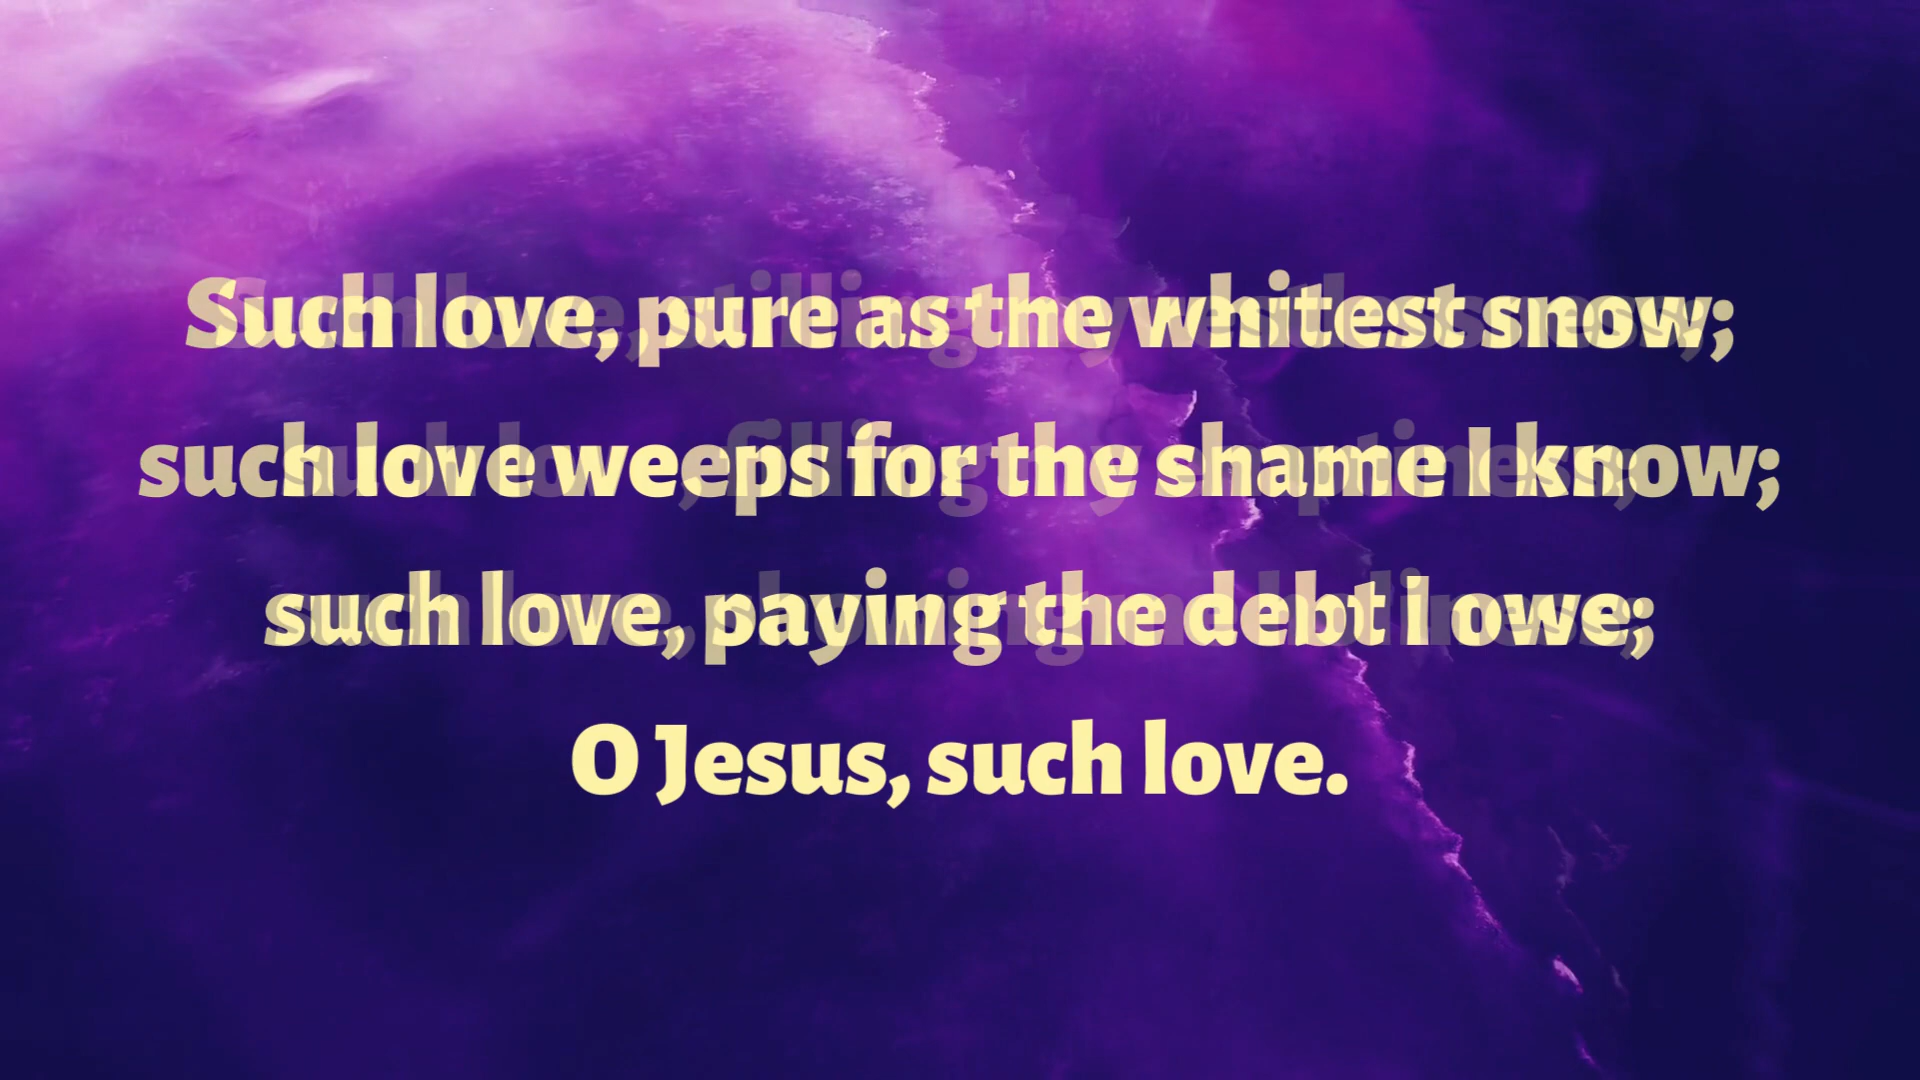 Such love, pure as the whitest snow;
such love weeps for the shame I know;
such love, paying the debt I owe;
O Jesus, such love.